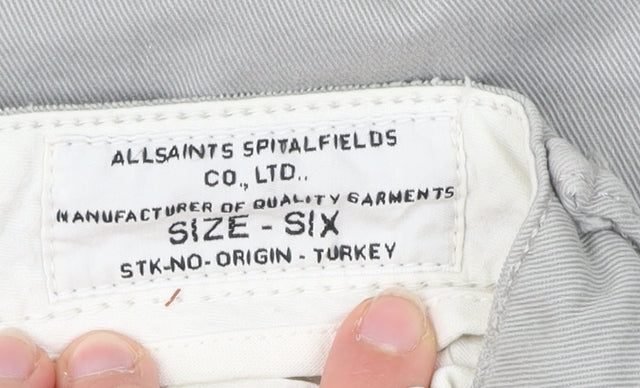 ALLSAINTS SPITALFIELDS
CO., LTD..
MANUFACTURER OF QUALITY GARMENTS
SIZE - SIX
STK-NO-ORIGIN - TURKEY